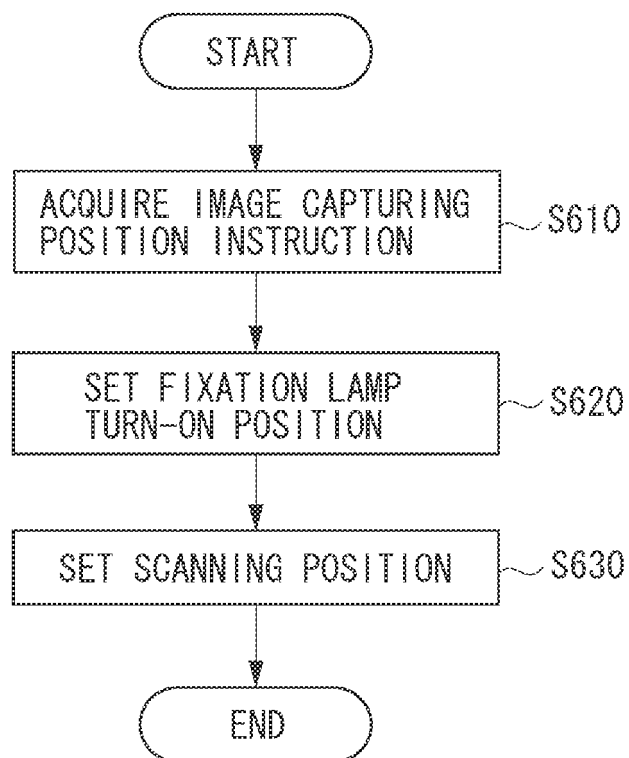 START
ACQUIRE IMAGE CAPTURING
POSITION INSTRUCTION
S610
SET FIXATION LAMP
TURN-ON POSITION
S620
SET SCANNING POSITION
S630
END